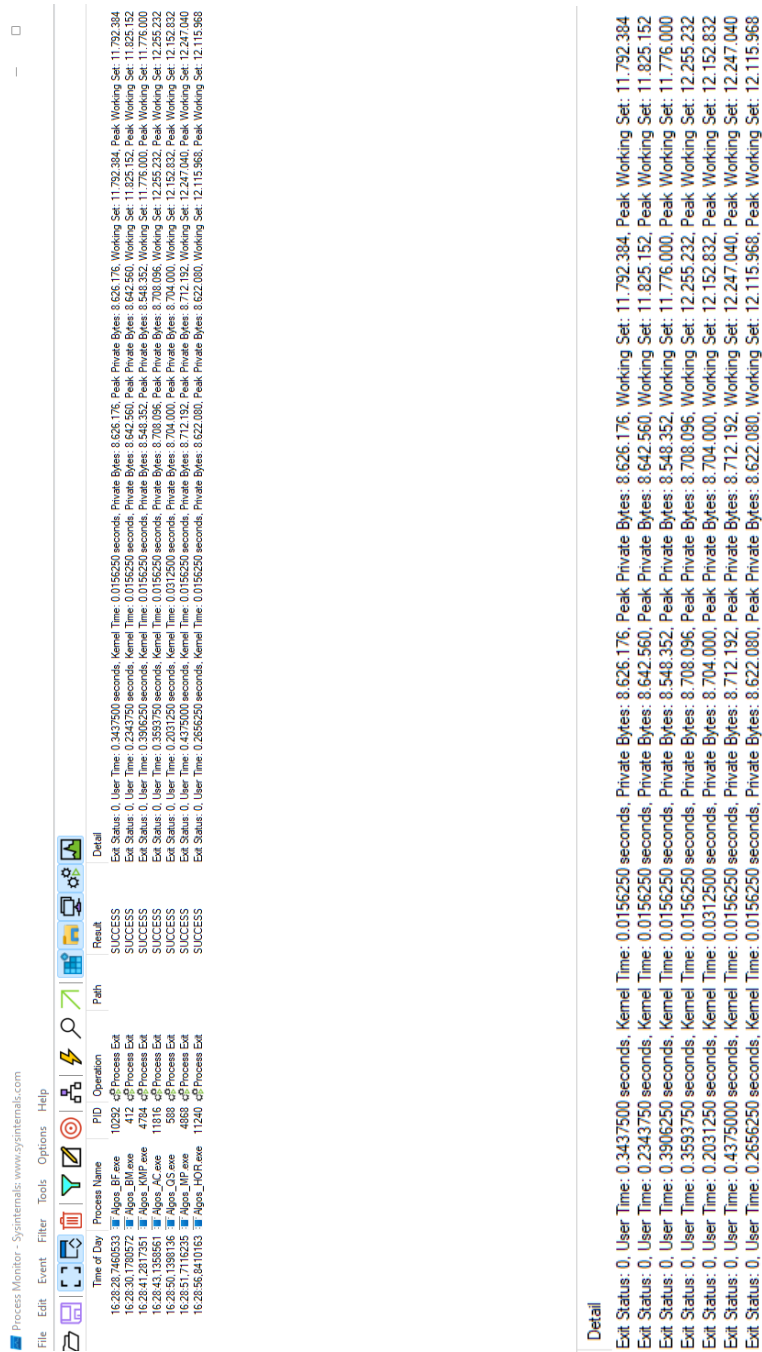 Process Monitor - Sysinternals: www.sysinternals.com
File Edit Event Filter Tools Options Help
Time of Day Process Name PID Operation Path Result Detail
16:28:28,7460533 Algos_BF.exe 10292 Process Exit SUCCESS Exit Status: 0, User Time: 0.3437500 seconds, Kernel Time: 0.0156250 seconds, Private Bytes: 8.626.176, Peak Private Bytes: 8.626.176, Working Set: 11.792.384, Peak Working Set: 11.792.384
16:28:30,1780572 Algos_BM.exe 412 Process Exit SUCCESS Exit Status: 0, User Time: 0.2343750 seconds, Kernel Time: 0.0156250 seconds, Private Bytes: 8.642.560, Peak Private Bytes: 8.642.560, Working Set: 11.825.152, Peak Working Set: 11.825.152
16:28:41,2817351 Algos_KMP.exe 4784 Process Exit SUCCESS Exit Status: 0, User Time: 0.3906250 seconds, Kernel Time: 0.0156250 seconds, Private Bytes: 8.548.352, Peak Private Bytes: 8.548.352, Working Set: 11.776.000, Peak Working Set: 11.776.000
16:28:43,1358561 Algos_AC.exe 11816 Process Exit SUCCESS Exit Status: 0, User Time: 0.3593750 seconds, Kernel Time: 0.0156250 seconds, Private Bytes: 8.708.096, Peak Private Bytes: 8.708.096, Working Set: 12.255.232, Peak Working Set: 12.255.232
16:28:50,1398136 Algos_QS.exe 588 Process Exit SUCCESS Exit Status: 0, User Time: 0.2031250 seconds, Kernel Time: 0.0312500 seconds, Private Bytes: 8.704.000, Peak Private Bytes: 8.704.000, Working Set: 12.152.832, Peak Working Set: 12.152.832
16:28:51,7116235 Algos_MP.exe 4868 Process Exit SUCCESS Exit Status: 0, User Time: 0.4375000 seconds, Kernel Time: 0.0156250 seconds, Private Bytes: 8.712.192, Peak Private Bytes: 8.712.192, Working Set: 12.247.040, Peak Working Set: 12.247.040
16:28:56,8410163 Algos_HOR.exe 11240 Process Exit SUCCESS Exit Status: 0, User Time: 0.2656250 seconds, Kernel Time: 0.0156250 seconds, Private Bytes: 8.622.080, Peak Private Bytes: 8.622.080, Working Set: 12.115.968, Peak Working Set: 12.115.968
Detail
Exit Status: 0, User Time: 0.3437500 seconds, Kernel Time: 0.0156250 seconds, Private Bytes: 8.626.176, Peak Private Bytes: 8.626.176, Working Set: 11.792.384, Peak Working Set: 11.792.384
Exit Status: 0, User Time: 0.2343750 seconds, Kernel Time: 0.0156250 seconds, Private Bytes: 8.642.560, Peak Private Bytes: 8.642.560, Working Set: 11.825.152, Peak Working Set: 11.825.152
Exit Status: 0, User Time: 0.3906250 seconds, Kernel Time: 0.0156250 seconds, Private Bytes: 8.548.352, Peak Private Bytes: 8.548.352, Working Set: 11.776.000, Peak Working Set: 11.776.000
Exit Status: 0, User Time: 0.3593750 seconds, Kernel Time: 0.0156250 seconds, Private Bytes: 8.708.096, Peak Private Bytes: 8.708.096, Working Set: 12.255.232, Peak Working Set: 12.255.232
Exit Status: 0, User Time: 0.2031250 seconds, Kernel Time: 0.0312500 seconds, Private Bytes: 8.704.000, Peak Private Bytes: 8.704.000, Working Set: 12.152.832, Peak Working Set: 12.152.832
Exit Status: 0, User Time: 0.4375000 seconds, Kernel Time: 0.0156250 seconds, Private Bytes: 8.712.192, Peak Private Bytes: 8.712.192, Working Set: 12.247.040, Peak Working Set: 12.247.040
Exit Status: 0, User Time: 0.2656250 seconds, Kernel Time: 0.0156250 seconds, Private Bytes: 8.622.080, Peak Private Bytes: 8.622.080, Working Set: 12.115.968, Peak Working Set: 12.115.968